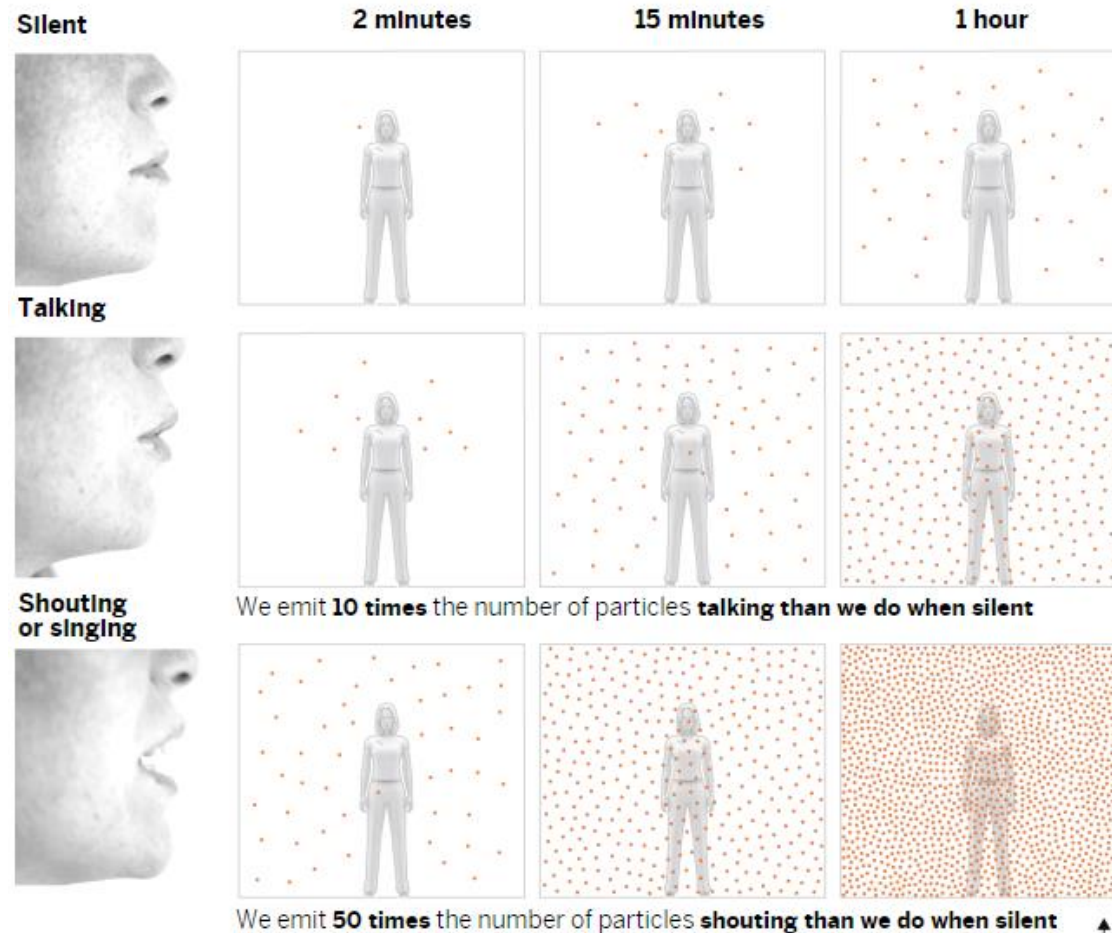 Silent
2 minutes
15 minutes
1 hour
Talking
We emit 10 times the number of particles talking than we do when silent
Shouting
or singing
We emit 50 times the number of particles shouting than we do when silent